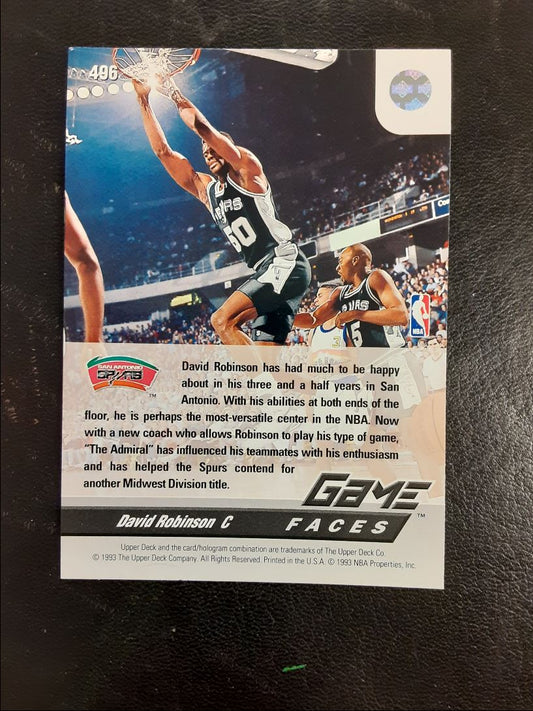 496
SPURS
50
URS
5
NBA
SAN ANTONIO
SPURS
TM
David Robinson has had much to be happy
about in his three and a half years in San
Antonio. With his abilities at both ends of the
floor, he is perhaps the most-versatile center in the NBA. Now
with a new coach who allows Robinson to play his type of game,
"The Admiral" has influenced his teammates with his enthusiasm
and has helped the Spurs contend for
another Midwest Division title.
GAME
FACES TM
David Robinson C
Upper Deck and the card/hologram combination are trademarks of The Upper Deck Co.
© 1993 The Upper Deck Company. All Rights Reserved. Printed in the U.S.A. © 1993 NBA Properties, Inc.